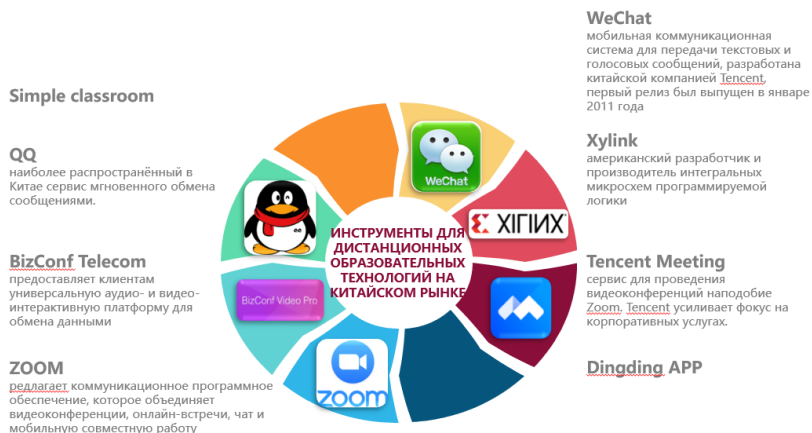 Simple classroom
QQ
наиболее распространённый в
Китае сервис мгновенного обмена
сообщениями.
BizConf Telecom
предоставляет клиентам
универсальную аудио- и видео-
интерактивную платформу для
обмена данными
ZOOM
редлагает коммуникационное программное
обеспечение, которое объединяет
видеоконференции, онлайн-встречи, чат и
мобильную совместную работу
WeChat
XIΓIИX
BizConf Video Pro
zoom
ИНСТРУМЕНТЫ ДЛЯ
ДИСТАНЦИОННЫХ
ОБРАЗОВАТЕЛЬНЫХ
ТЕХНОЛОГИЙ НА
КИТАЙСКОМ РЫНКЕ
WeChat
мобильная коммуникационная
система для передачи текстовых и
голосовых сообщений, разработана
китайской компанией Tencent,
первый релиз был выпущен в январе
2011 года
Xylink
американский разработчик и
производитель интегральных
микросхем программируемой
логики
Tencent Meeting
сервис для проведения
видеоконференций наподобие
Zoom. Tencent усиливает фокус на
корпоративных услугах.
Dingding APP